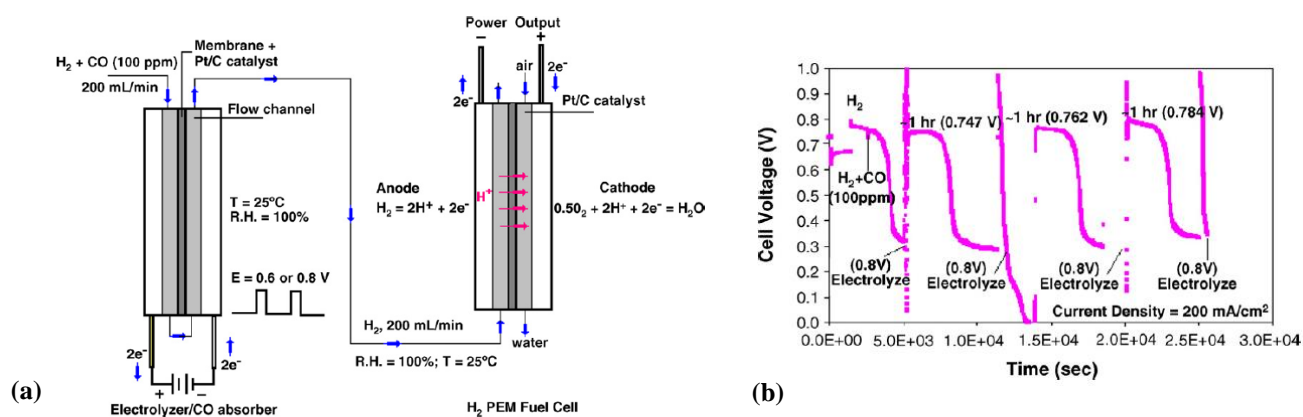 H₂ + CO (100 ppm)
200 mL/min
Membrane +
Pt/C catalyst
Flow channel
T = 25ºC
R.H. = 100%
E = 0.6 or 0.8 V
2e⁻
2e⁻
+
−
Electrolyzer/CO absorber
(a)
Power Output
−
+
air
2e⁻
2e⁻
Pt/C catalyst
Anode
H₂ = 2H⁺ + 2e⁻
H⁺
Cathode
0.50₂ + 2H⁺ + 2e⁻ = H₂O
H₂, 200 mL/min
R.H. = 100%; T = 25ºC
water
H₂ PEM Fuel Cell
Cell Voltage (V)
1.0
0.9
0.8
0.7
0.6
0.5
0.4
0.3
0.2
0.1
0.0
H₂
~1 hr (0.747 V)
~1 hr (0.762 V)
~1 hr (0.784 V)
H₂+CO
(100ppm)
(0.8V)
Electrolyze
(0.8V)
Electrolyze
(0.8V)
Electrolyze
(0.8V)
Electrolyze
Current Density = 200 mA/cm²
0.0E+00
5.0E+03
1.0E+04
1.5E+04
2.0E+04
2.5E+04
3.0E+04
Time (sec)
(b)